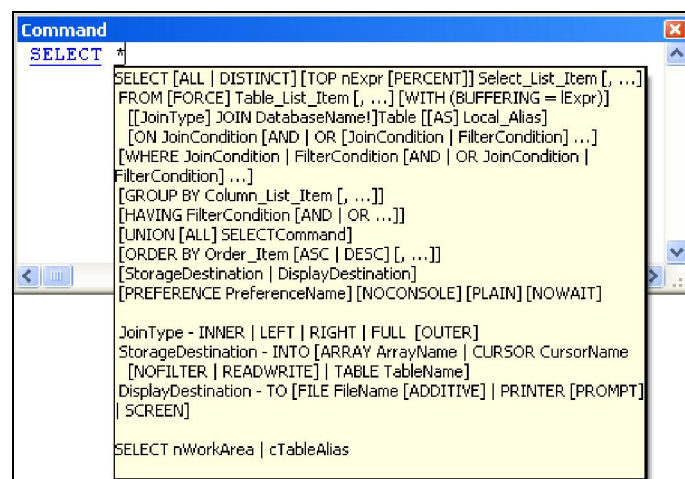 Command
SELECT *
SELECT [ALL | DISTINCT] [TOP nExpr [PERCENT]] Select_List_Item [, ...]
FROM [FORCE] Table_List_Item [, ...] [WITH (BUFFERING = lExpr)]
[[JoinType] JOIN DatabaseName!]Table [[AS] Local_Alias]
[ON JoinCondition [AND | OR [JoinCondition | FilterCondition] ...]
[WHERE JoinCondition | FilterCondition [AND | OR JoinCondition |
FilterCondition] ...]
[GROUP BY Column_List_Item [, ...]]
[HAVING FilterCondition [AND | OR ...]]
[UNION [ALL] SELECTCommand]
[ORDER BY Order_Item [ASC | DESC] [, ...]]
[StorageDestination | DisplayDestination]
[PREFERENCE PreferenceName] [NOCONSOLE] [PLAIN] [NOWAIT]
JoinType - INNER | LEFT | RIGHT | FULL [OUTER]
StorageDestination - INTO [ARRAY ArrayName | CURSOR CursorName
[NOFILTER | READWRITE] | TABLE TableName]
DisplayDestination - TO [FILE FileName [ADDITIVE] | PRINTER [PROMPT]
| SCREEN]
SELECT nWorkArea | cTableAlias